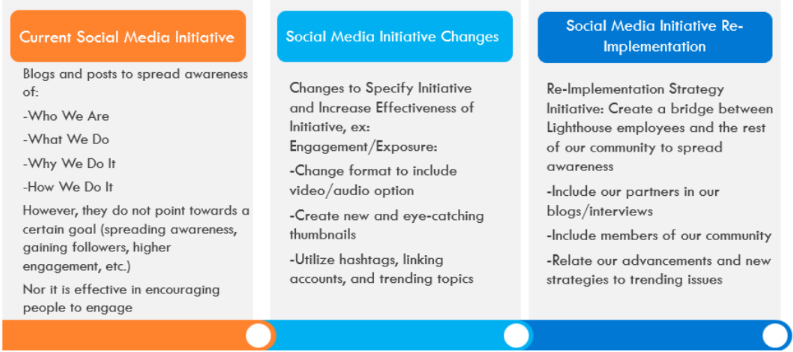 Current Social Media Initiative
Blogs and posts to spread awareness
of:
-Who We Are
-What We Do
-Why We Do It
-How We Do It
However, they do not point towards a
certain goal (spreading awareness,
gaining followers, higher
engagement, etc.)
Nor it is effective in encouraging
people to engage
Social Media Initiative Changes
Changes to Specify Initiative
and Increase Effectiveness of
Initiative, ex:
Engagement/Exposure:
-Change format to include
video/audio option
-Create new and eye-catching
thumbnails
-Utilize hashtags, linking
accounts, and trending topics
Social Media Initiative Re-
Implementation
Re-Implementation Strategy
Initiative: Create a bridge between
Lighthouse employees and the rest
of our community to spread
awareness
-Include our partners in our
blogs/interviews
-Include members of our community
-Relate our advancements and new
strategies to trending issues